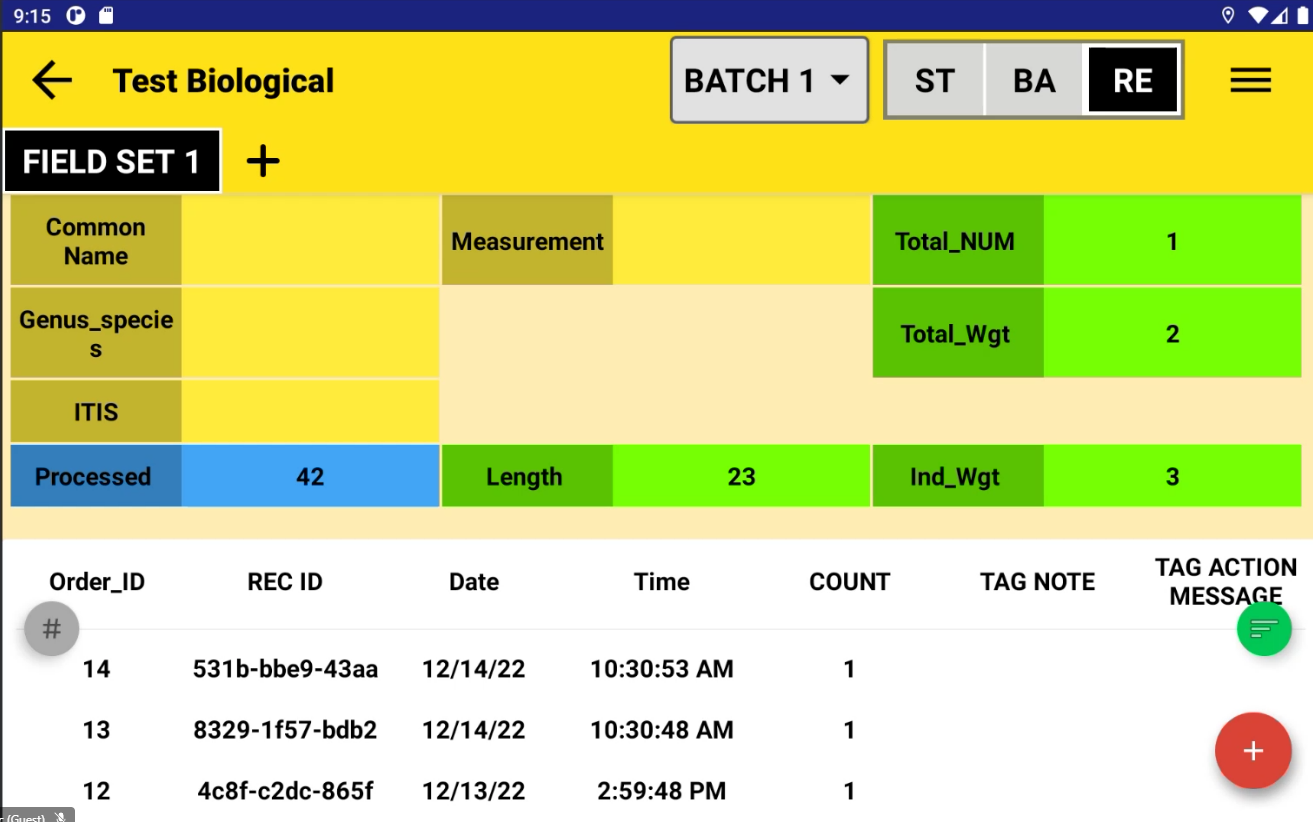 9:15
Test Biological
BATCH 1
ST
BA
RE
FIELD SET 1
+
Common
Name
Measurement
Total_NUM
1
Genus_specie
s
Total_Wgt
2
ITIS
Processed
42
Length
23
Ind_Wgt
3
Order_ID
REC ID
Date
Time
COUNT
TAG NOTE
TAG ACTION
MESSAGE
#
14 531b-bbe9-43aa 12/14/22 10:30:53 AM 1
13 8329-1f57-bdb2 12/14/22 10:30:48 AM 1
+
12 4c8f-c2dc-865f 12/13/22 2:59:48 PM 1
(Guest)